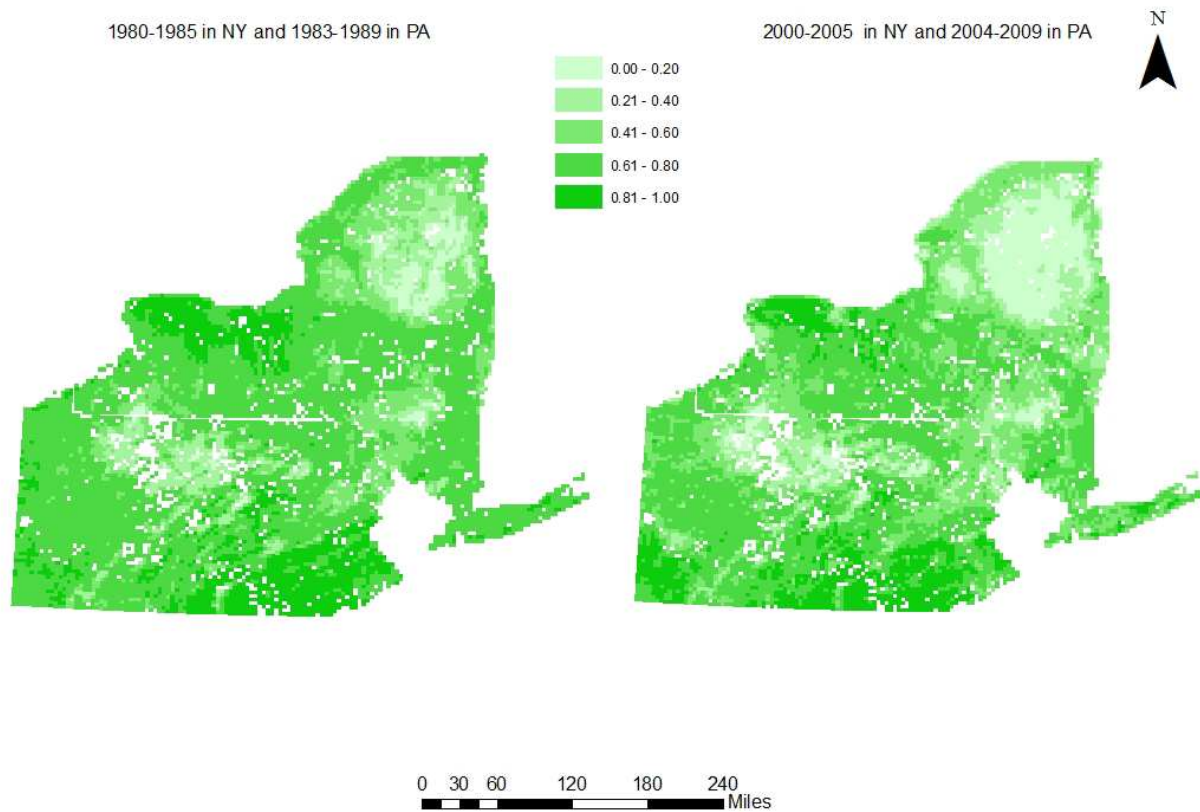 1980-1985 in NY and 1983-1989 in PA
2000-2005 in NY and 2004-2009 in PA
N
0.00 - 0.20
0.21 - 0.40
0.41 - 0.60
0.61 - 0.80
0.81 - 1.00
0 30 60 120 180 240
Miles